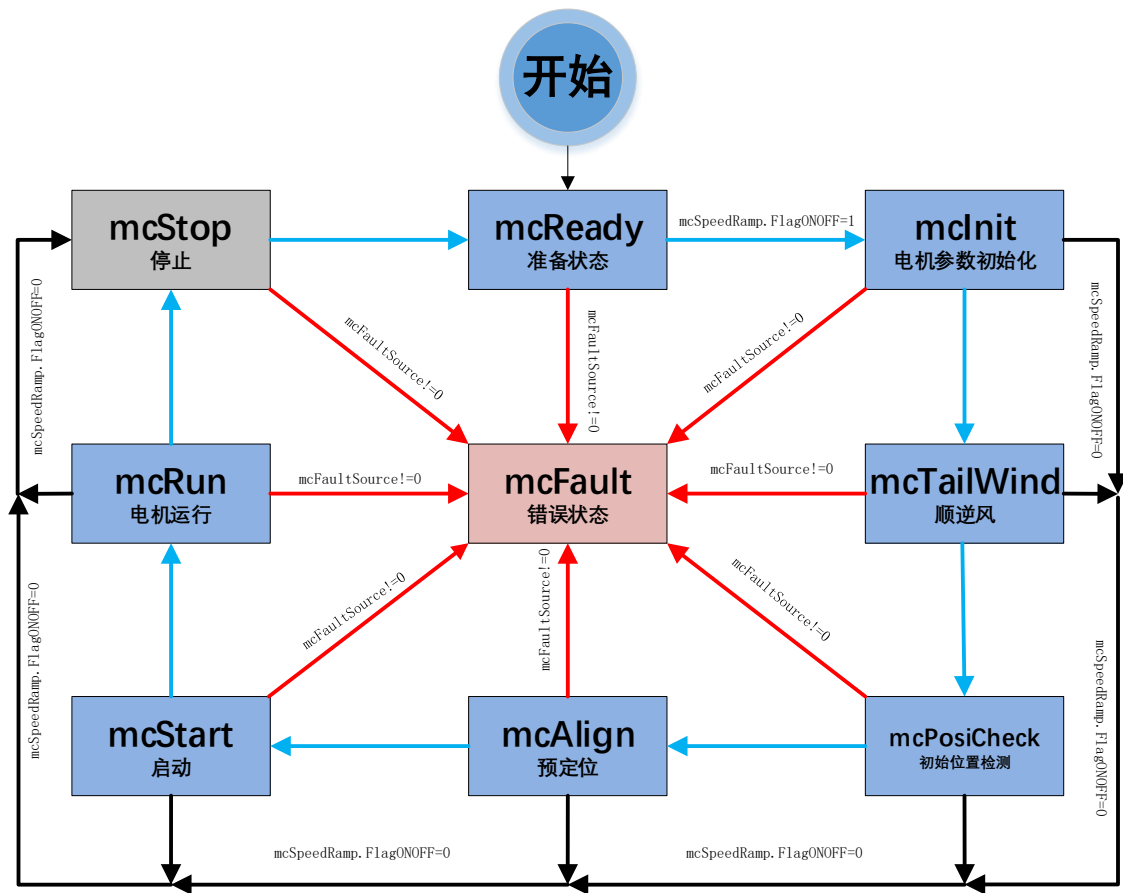 开始
mcStop
停止
mcReady
准备状态
mcSpeedRamp.FlagONOFF=1
mcInit
电机参数初始化
mcSpeedRamp.FlagONOFF=0
mcFaultSource!=0
mcFaultSource!=0
mcFaultSource!=0
mcSpeedRamp.FlagONOFF=0
mcRun
电机运行
mcFaultSource!=0
mcFault
错误状态
mcFaultSource!=0
mcTailWind
顺逆风
mcSpeedRamp.FlagONOFF=0
mcFaultSource!=0
mcFaultSource!=0
mcFaultSource!=0
mcSpeedRamp.FlagONOFF=0
mcStart
启动
mcAlign
预定位
mcPosiCheck
初始位置检测
mcSpeedRamp.FlagONOFF=0
mcSpeedRamp.FlagONOFF=0